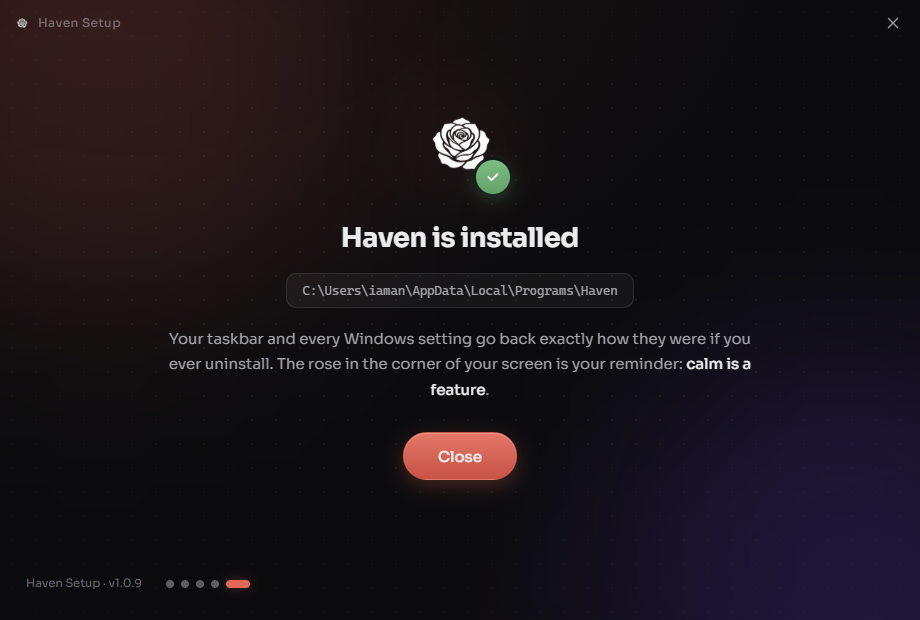 Haven Setup
Haven is installed
C:\Users\iaman\AppData\Local\Programs\Haven
Your taskbar and every Windows setting go back exactly how they were if you
ever uninstall. The rose in the corner of your screen is your reminder: calm is a
feature.
Close
Haven Setup · v1.0.9